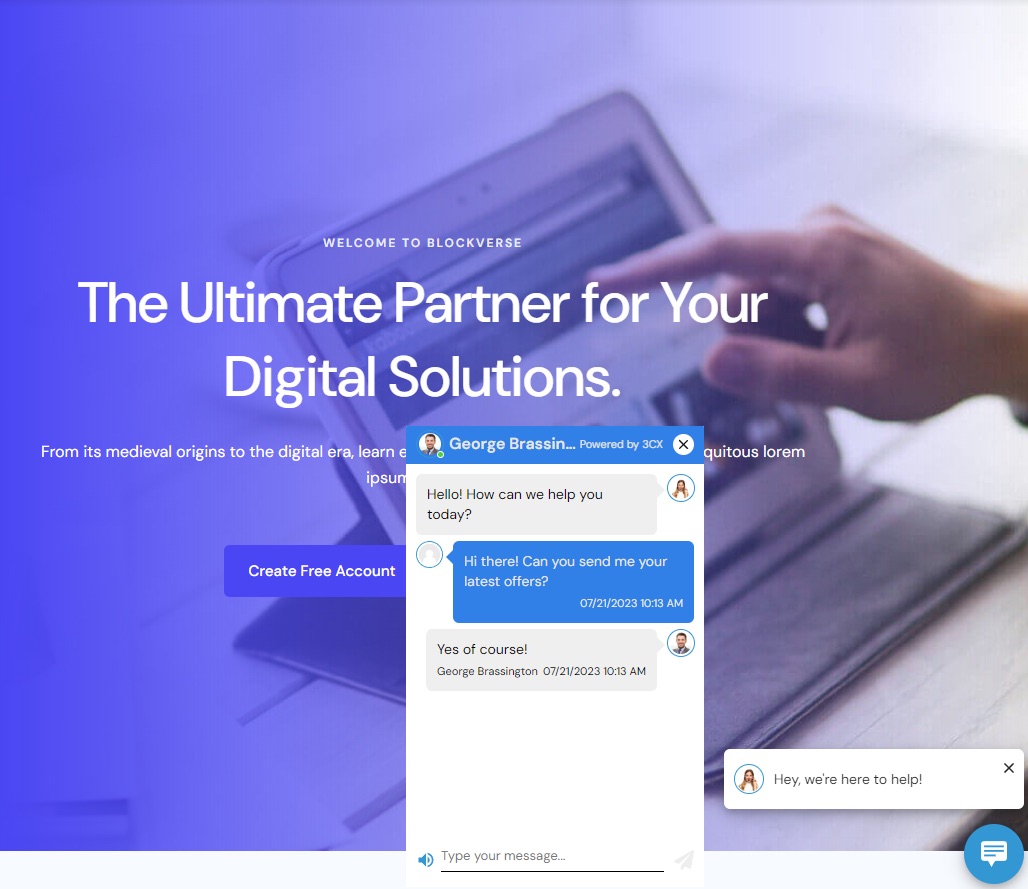 WELCOME TO BLOCKVERSE
The Ultimate Partner for Your
Digital Solutions.
From its medieval origins to the digital era, learn e
quitous lorem
ipsum
Create Free Account
George Brassin... Powered by 3CX
Hello! How can we help you
today?
Hi there! Can you send me your
latest offers?
07/21/2023 10:13 AM
Yes of course!
George Brassington 07/21/2023 10:13 AM
Type your message...
Hey, we're here to help!